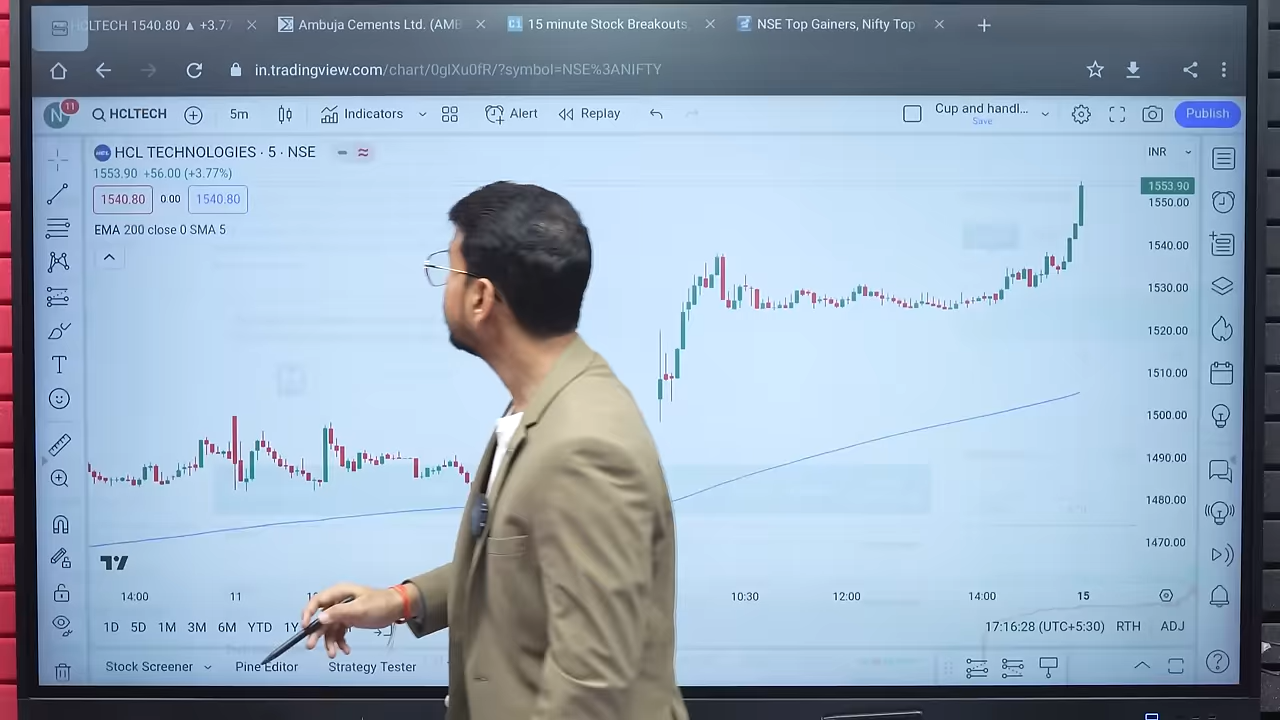 HCLTECH 1540.80 ▲ +3.77
Ambuja Cements Ltd. (AMB
15 minute Stock Breakouts,
NSE Top Gainers, Nifty Top
in.tradingview.com/chart/0glXu0fR/?symbol=NSE%3ANIFTY
N 11 HCLTECH 5m Indicators Alert Replay Cup and handl... Publish
Save
HCL TECHNOLOGIES · 5 · NSE INR
1553.90 +56.00 (+3.77%)
1540.80 0.00 1540.80
EMA 200 close 0 SMA 5
1553.90
1550.00
1540.00
1530.00
1520.00
1510.00
1500.00
1490.00
1480.00
1470.00
14:00 11 10:30 12:00 14:00 15
1D 5D 1M 3M 6M YTD 1Y 17:16:28 (UTC+5:30) RTH ADJ
Stock Screener Pine Editor Strategy Tester